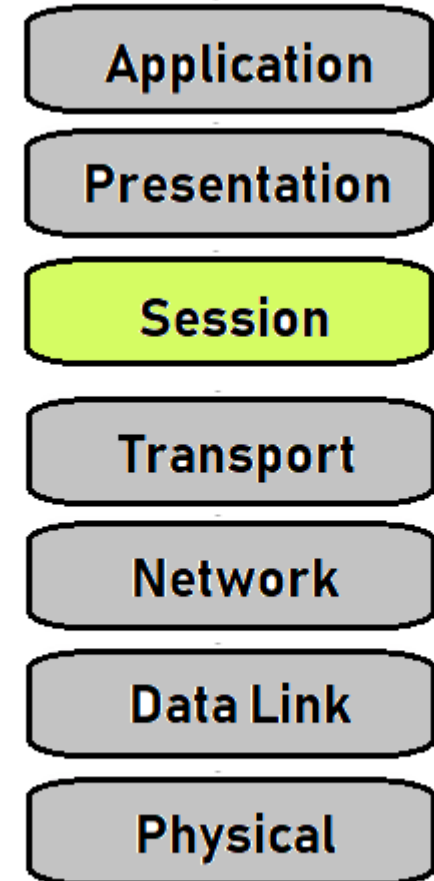 Application
Presentation
Session
Transport
Network
Data Link
Physical